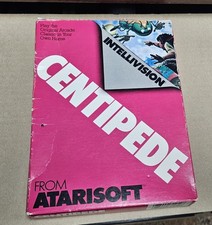 Play the
Original Arcade
Classic in Your
Own Home
INTELLIVISION
CENTIPEDE
FROM
ATARISOFT